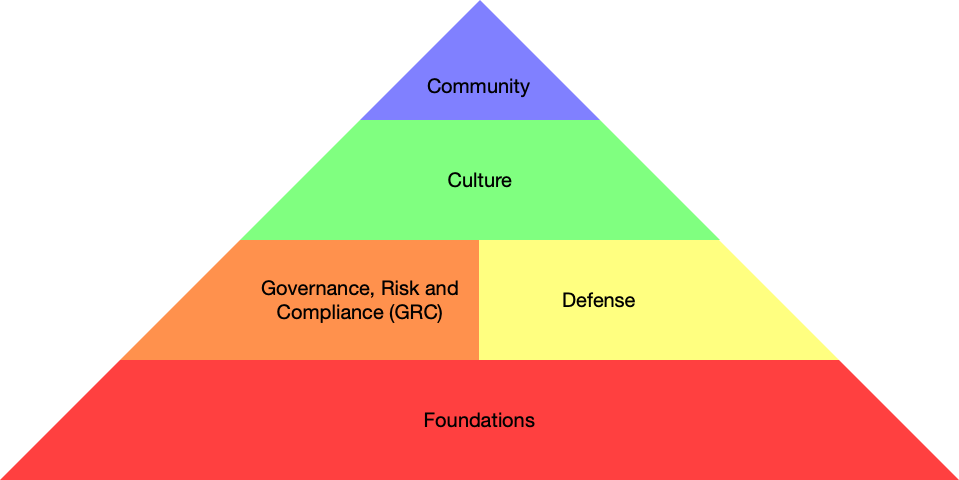 Community
Culture
Governance, Risk and
Compliance (GRC)
Defense
Foundations